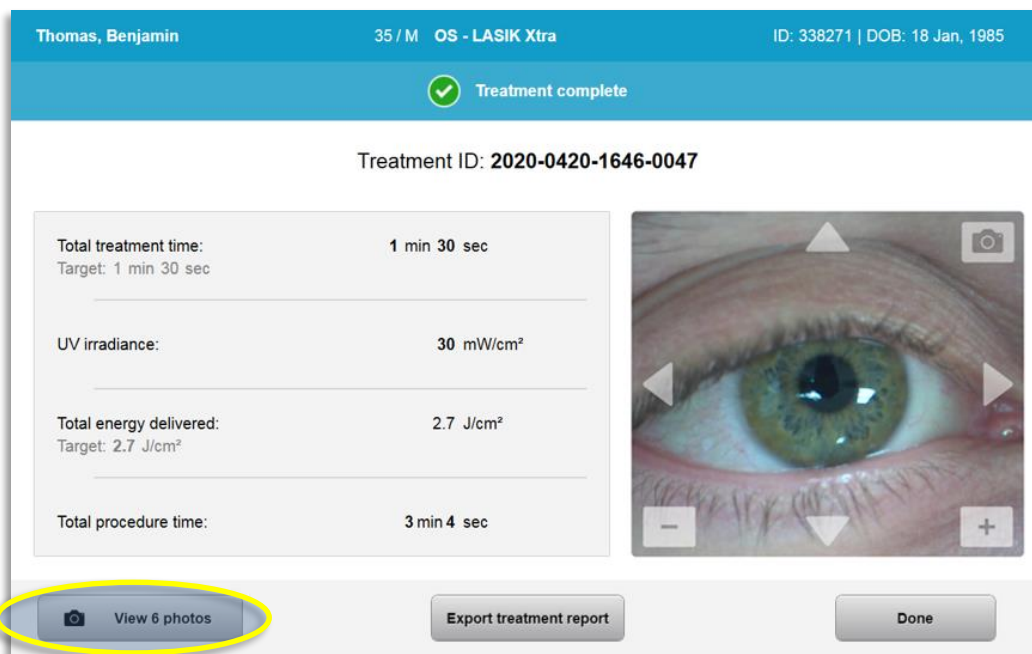 Thomas, Benjamin 35 / M OS - LASIK Xtra ID: 338271 | DOB: 18 Jan, 1985
Treatment complete
Treatment ID: 2020-0420-1646-0047
Total treatment time: 1 min 30 sec
Target: 1 min 30 sec
UV irradiance: 30 mW/cm²
Total energy delivered: 2.7 J/cm²
Target: 2.7 J/cm²
Total procedure time: 3 min 4 sec
View 6 photos Export treatment report Done